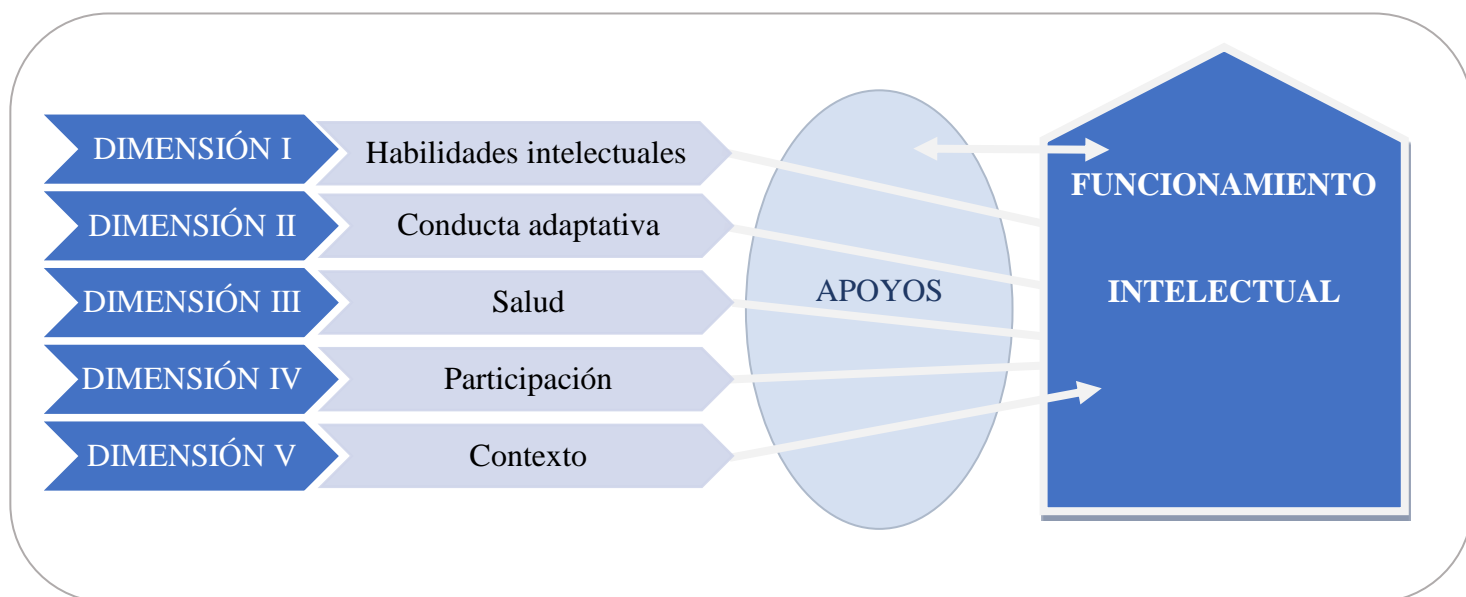 DIMENSIÓN I
Habilidades intelectuales
DIMENSIÓN II
Conducta adaptativa
DIMENSIÓN III
Salud
DIMENSIÓN IV
Participación
DIMENSIÓN V
Contexto
APOYOS
FUNCIONAMIENTO
INTELECTUAL